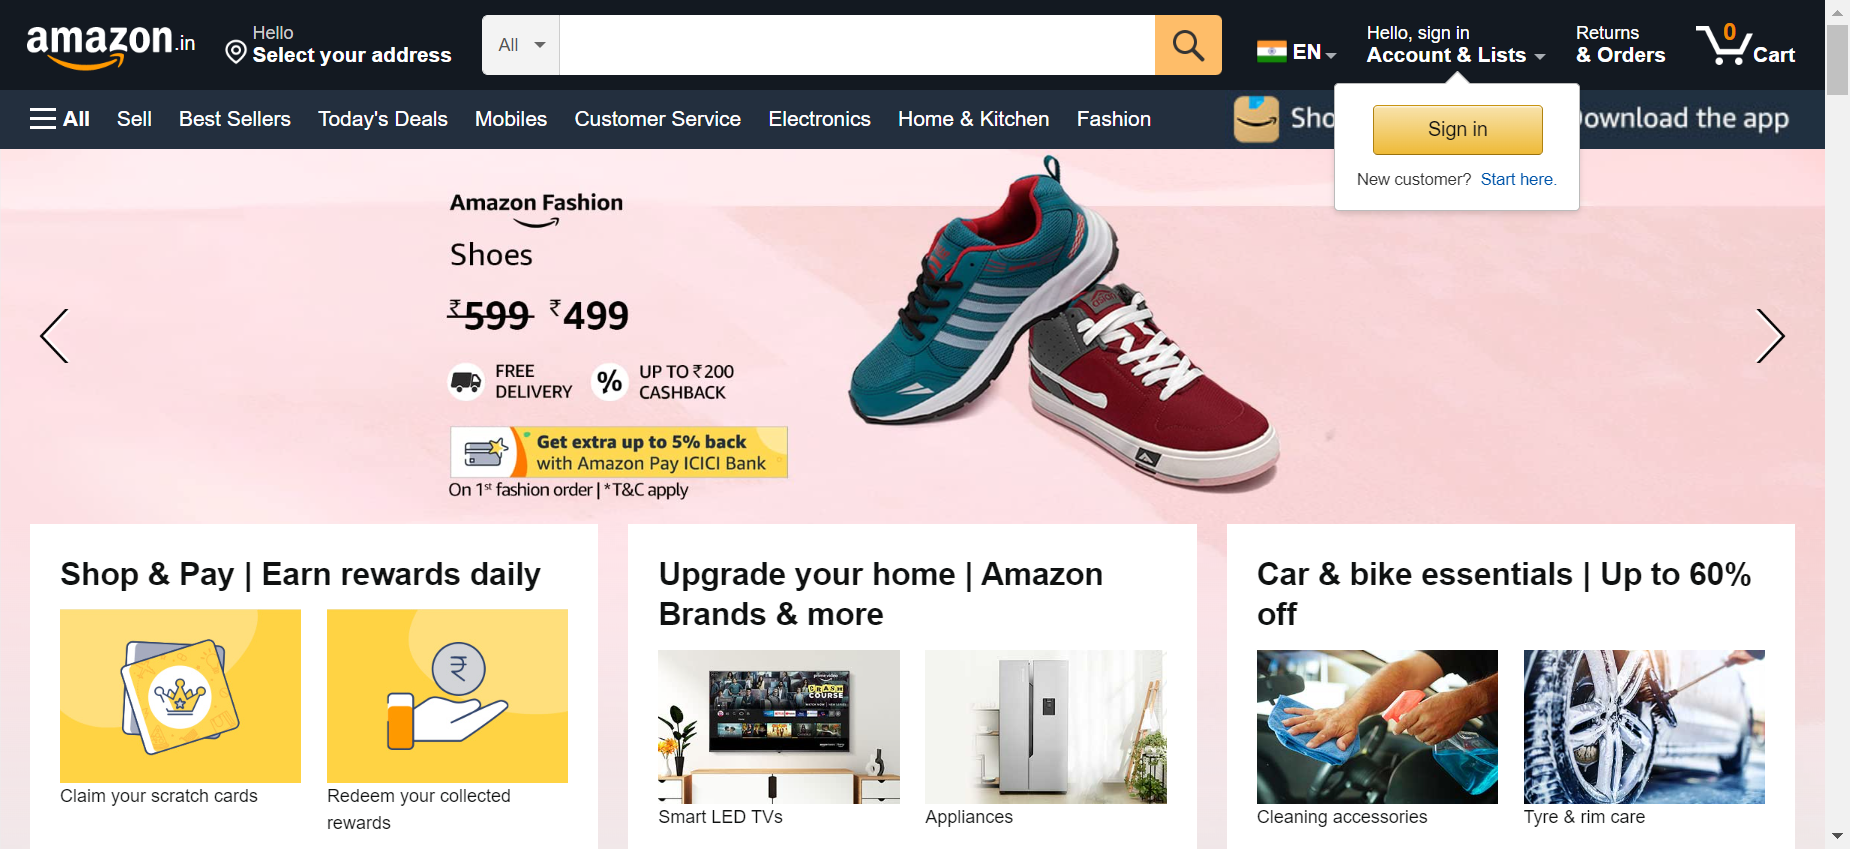 amazon.in
Hello
Select your address
All
EN
Hello, sign in
Account & Lists
Returns
& Orders
0
Cart
All
Sell
Best Sellers
Today's Deals
Mobiles
Customer Service
Electronics
Home & Kitchen
Fashion
Sho
ownload the app
Sign in
New customer? Start here.
Amazon Fashion
Shoes
₹599 ₹499
FREE
DELIVERY
UP TO ₹200
CASHBACK
Get extra up to 5% back
with Amazon Pay ICICI Bank
On 1st fashion order | *T&C apply
asian
Shop & Pay | Earn rewards daily
Claim your scratch cards
Redeem your collected
rewards
Upgrade your home | Amazon
Brands & more
prime video
CRASH
COURSE
Smart LED TVs
Appliances
Car & bike essentials | Up to 60%
off
Cleaning accessories
Tyre & rim care